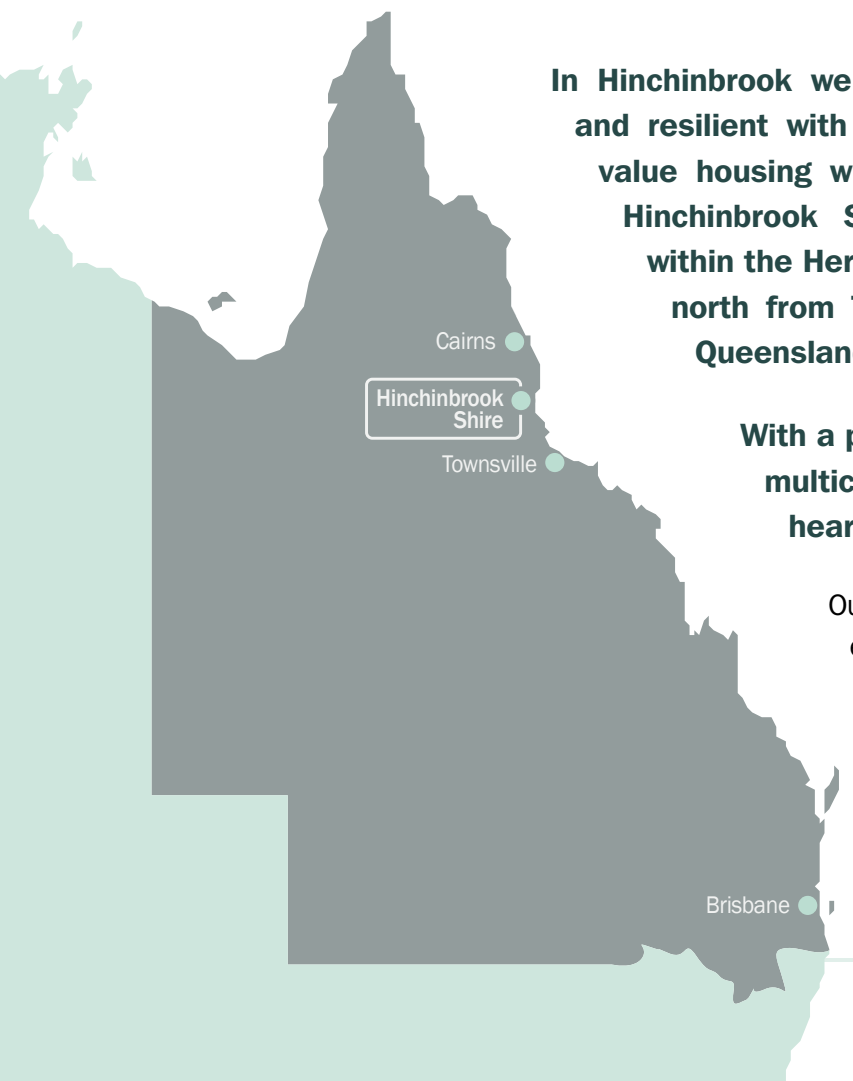 In Hinchinbrook we
and resilient with
value housing w
Hinchinbrook S
within the Her
north from
Queenslan
With a p
multic
hear
Ou
Cairns
Hinchinbrook
Shire
Townsville
Brisbane